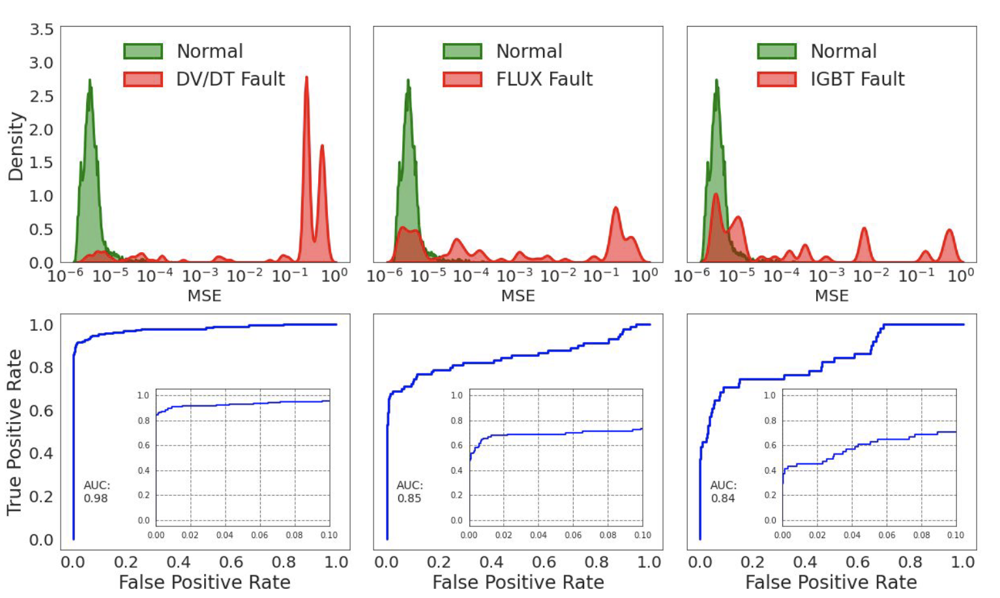 3.5
3.0
2.5
2.0
1.5
1.0
0.5
0.0
Density
Normal
DV/DT Fault
10⁻⁶ 10⁻⁵ 10⁻⁴ 10⁻³ 10⁻² 10⁻¹ 10⁰
MSE
Normal
FLUX Fault
10⁻⁶ 10⁻⁵ 10⁻⁴ 10⁻³ 10⁻² 10⁻¹ 10⁰
MSE
Normal
IGBT Fault
10⁻⁶ 10⁻⁵ 10⁻⁴ 10⁻³ 10⁻² 10⁻¹ 10⁰
MSE
1.0
0.8
0.6
0.4
0.2
0.0
True Positive Rate
AUC:
0.98
1.0
0.8
0.6
0.4
0.2
0.0
0.00 0.02 0.04 0.06 0.08 0.10
0.0 0.2 0.4 0.6 0.8 1.0
False Positive Rate
AUC:
0.85
1.0
0.8
0.6
0.4
0.2
0.0
0.00 0.02 0.04 0.06 0.08 0.10
0.0 0.2 0.4 0.6 0.8 1.0
False Positive Rate
AUC:
0.84
1.0
0.8
0.6
0.4
0.2
0.0
0.00 0.02 0.04 0.06 0.08 0.10
0.0 0.2 0.4 0.6 0.8 1.0
False Positive Rate